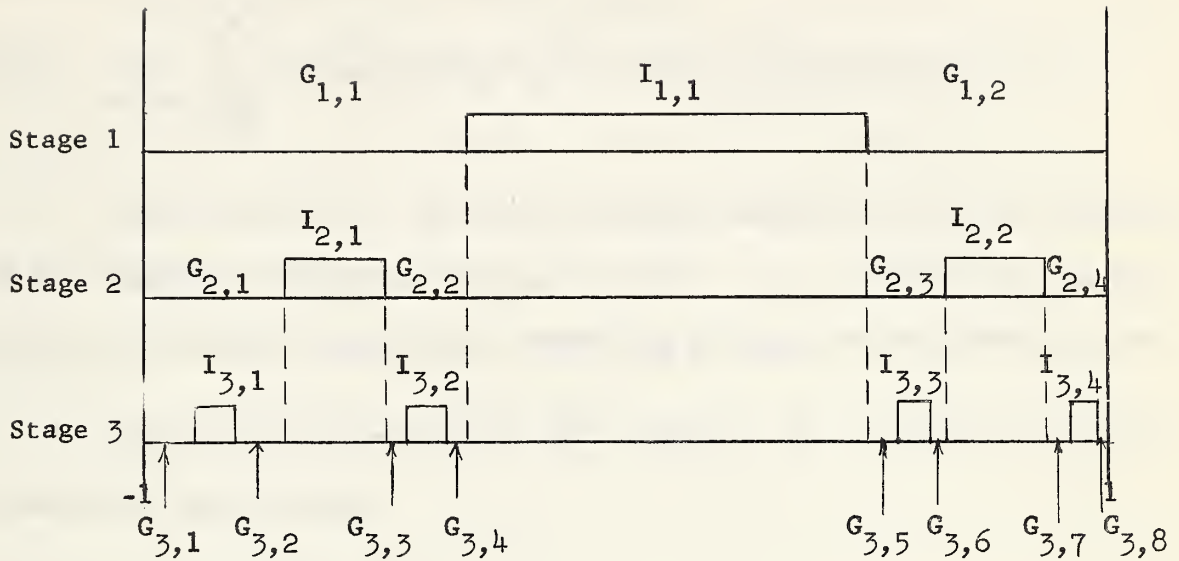 G1,1 I1,1 G1,2
Stage 1
I2,1 I2,2
G2,1 G2,2 G2,3 G2,4
Stage 2
I3,1 I3,2 I3,3 I3,4
Stage 3
-1 1
G3,1 G3,2 G3,3 G3,4 G3,5 G3,6 G3,7 G3,8